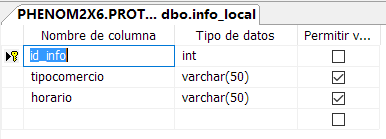 PHENOM2X6.PROT... dbo.info_local
Nombre de columna Tipo de datos Permitir v...
id_info int
tipocomercio varchar(50)
horario varchar(50)